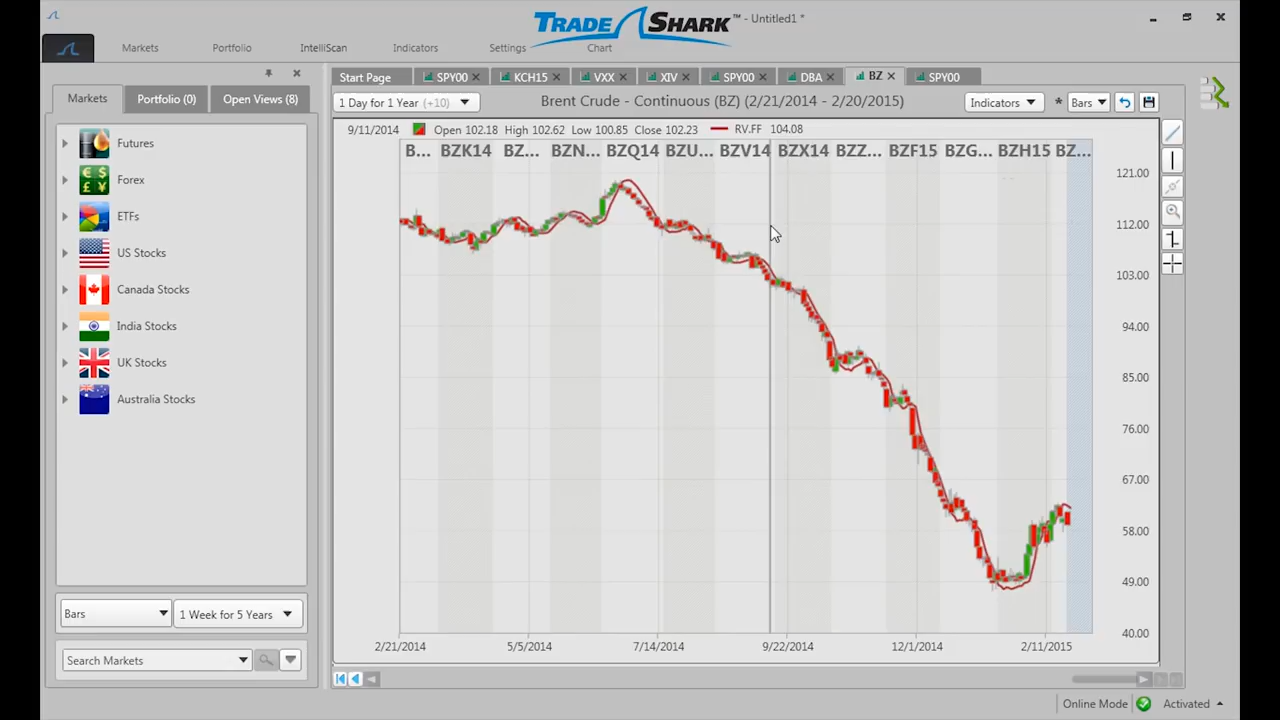 TRADE SHARK™ - Untitled1 *
Markets Portfolio IntelliScan Indicators Settings Chart
Start Page SPY00 KCH15 VXX XIV SPY00 DBA BZ SPY00
Markets Portfolio (0) Open Views (8)
1 Day for 1 Year (+10) Brent Crude - Continuous (BZ) (2/21/2014 - 2/20/2015) Indicators * Bars
9/11/2014 Open 102.18 High 102.62 Low 100.85 Close 102.23 RV.FF 104.08
B... BZK14 BZ... BZN... BZQ14 BZU... BZV14 BZX14 BZZ... BZF15 BZG... BZH15 BZ...
Futures
Forex
ETFs
US Stocks
Canada Stocks
India Stocks
UK Stocks
Australia Stocks
121.00
112.00
103.00
94.00
85.00
76.00
67.00
58.00
49.00
40.00
Bars 1 Week for 5 Years
Search Markets
2/21/2014 5/5/2014 7/14/2014 9/22/2014 12/1/2014 2/11/2015
Online Mode Activated